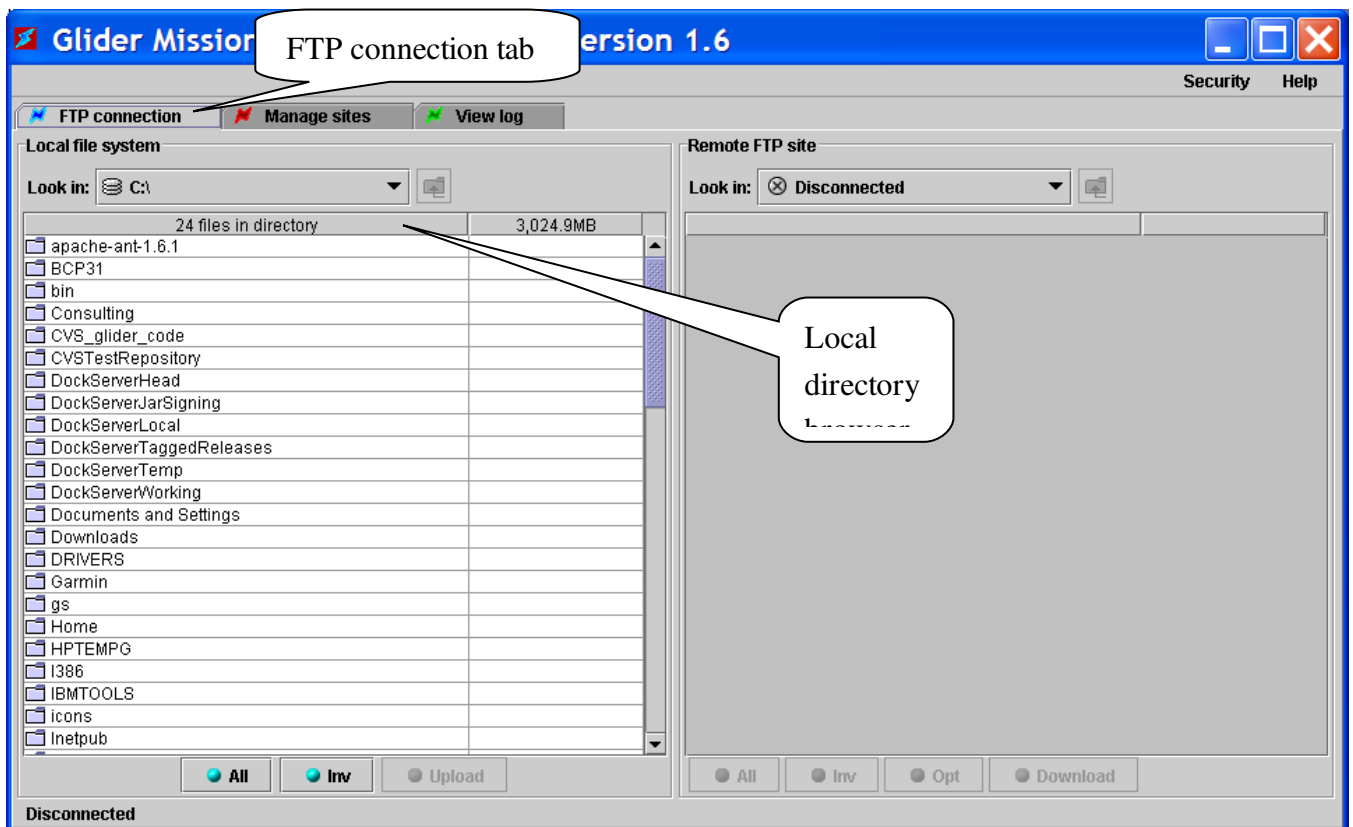 Glider Mission
ersion 1.6
FTP connection tab
Security Help
FTP connection Manage sites View log
Local file system
Remote FTP site
Look in: C:\
Look in: Disconnected
24 files in directory 3,024.9MB
apache-ant-1.6.1
BCP31
bin
Consulting
CVS_glider_code
CVSTestRepository
DockServerHead
DockServerJarSigning
DockServerLocal
DockServerTaggedReleases
DockServerTemp
DockServerWorking
Documents and Settings
Downloads
DRIVERS
Garmin
gs
Home
HPTEMPG
I386
IBMTOOLS
icons
Inetpub
Local
directory
browser
All Inv Upload
All Inv Opt Download
Disconnected